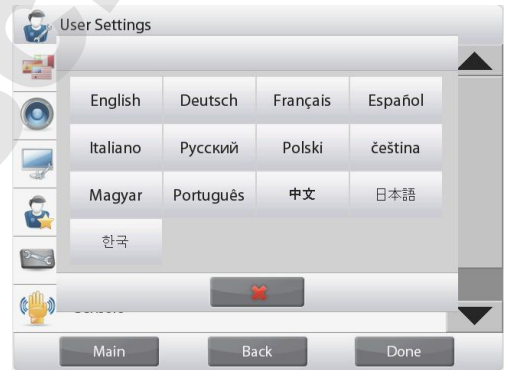 User Settings
English Deutsch Français Español
Italiano Русский Polski čeština
Magyar Português 中文 日本語
한국
Main Back Done